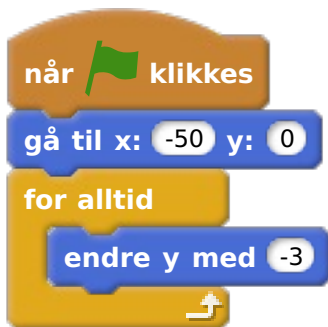 når klikkes
gå til x: -50 y: 0
for alltid
endre y med -3